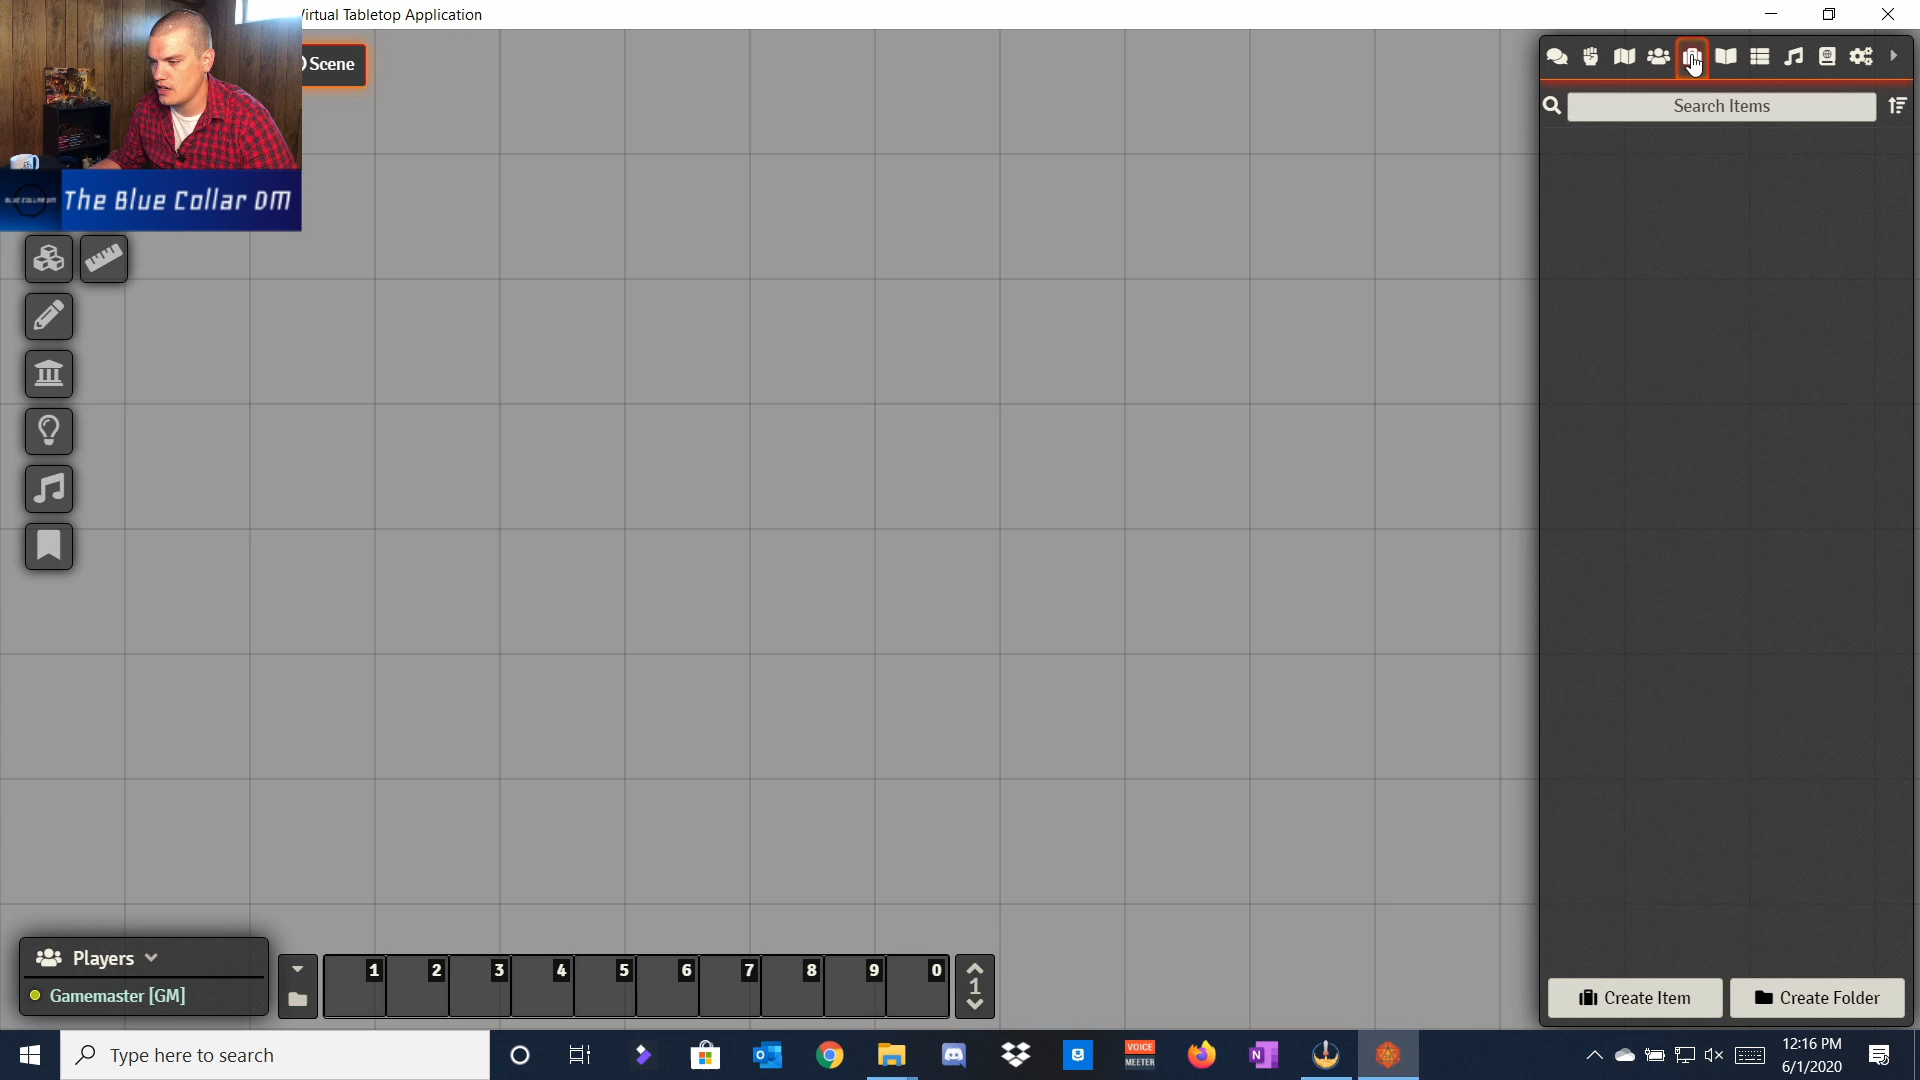 Virtual Tabletop Application
Scene
The Blue Collar DM
Search Items
Players
Gamemaster [GM]
1 2 3 4 5 6 7 8 9 0
1
Create Item
Create Folder
Type here to search
VOICE
MEETER
N
12:16 PM
6/1/2020